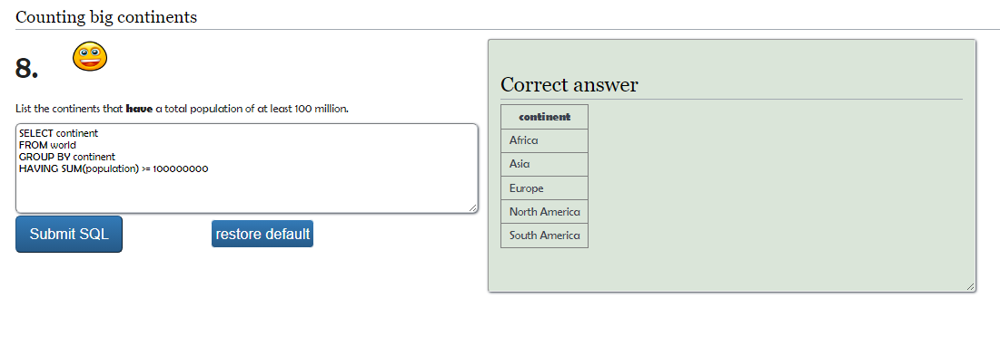 Counting big continents
8.
List the continents that have a total population of at least 100 million.
SELECT continent
FROM world
GROUP BY continent
HAVING SUM(population) >= 100000000
Submit SQL
restore default
Correct answer
continent
Africa
Asia
Europe
North America
South America